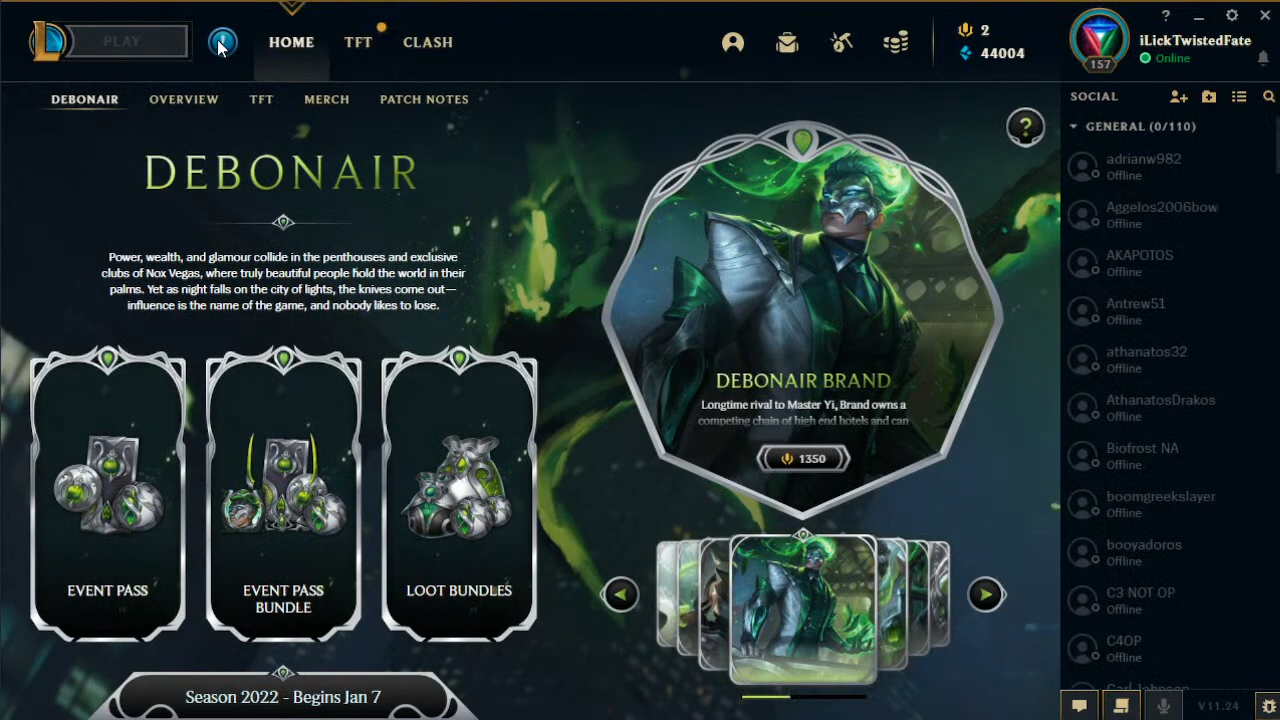 PLAY
HOME
TFT
CLASH
2
44004
157
?
iLickTwistedFate
Online
DEBONAIR
OVERVIEW
TFT
MERCH
PATCH NOTES
?
DEBONAIR
Power, wealth, and glamour collide in the penthouses and exclusive
clubs of Nox Vegas, where truly beautiful people hold the world in their
palms. Yet as night falls on the city of lights, the knives come out—
influence is the name of the game, and nobody likes to lose.
EVENT PASS
EVENT PASS
BUNDLE
LOOT BUNDLES
Season 2022 - Begins Jan 7
DEBONAIR BRAND
Longtime rival to Master Yi, Brand owns a
competing chain of high end hotels and can
1350
SOCIAL
GENERAL (0/110)
adrianw982
Offline
Aggelos2006bow
Offline
AKAPOTOS
Offline
Antrew51
Offline
athanatos32
Offline
AthanatosDrakos
Offline
Biofrost NA
Offline
boomgreekslayer
Offline
booyadoros
Offline
C3 NOT OP
Offline
C4OP
Offline
Carl Johnson
V11.24